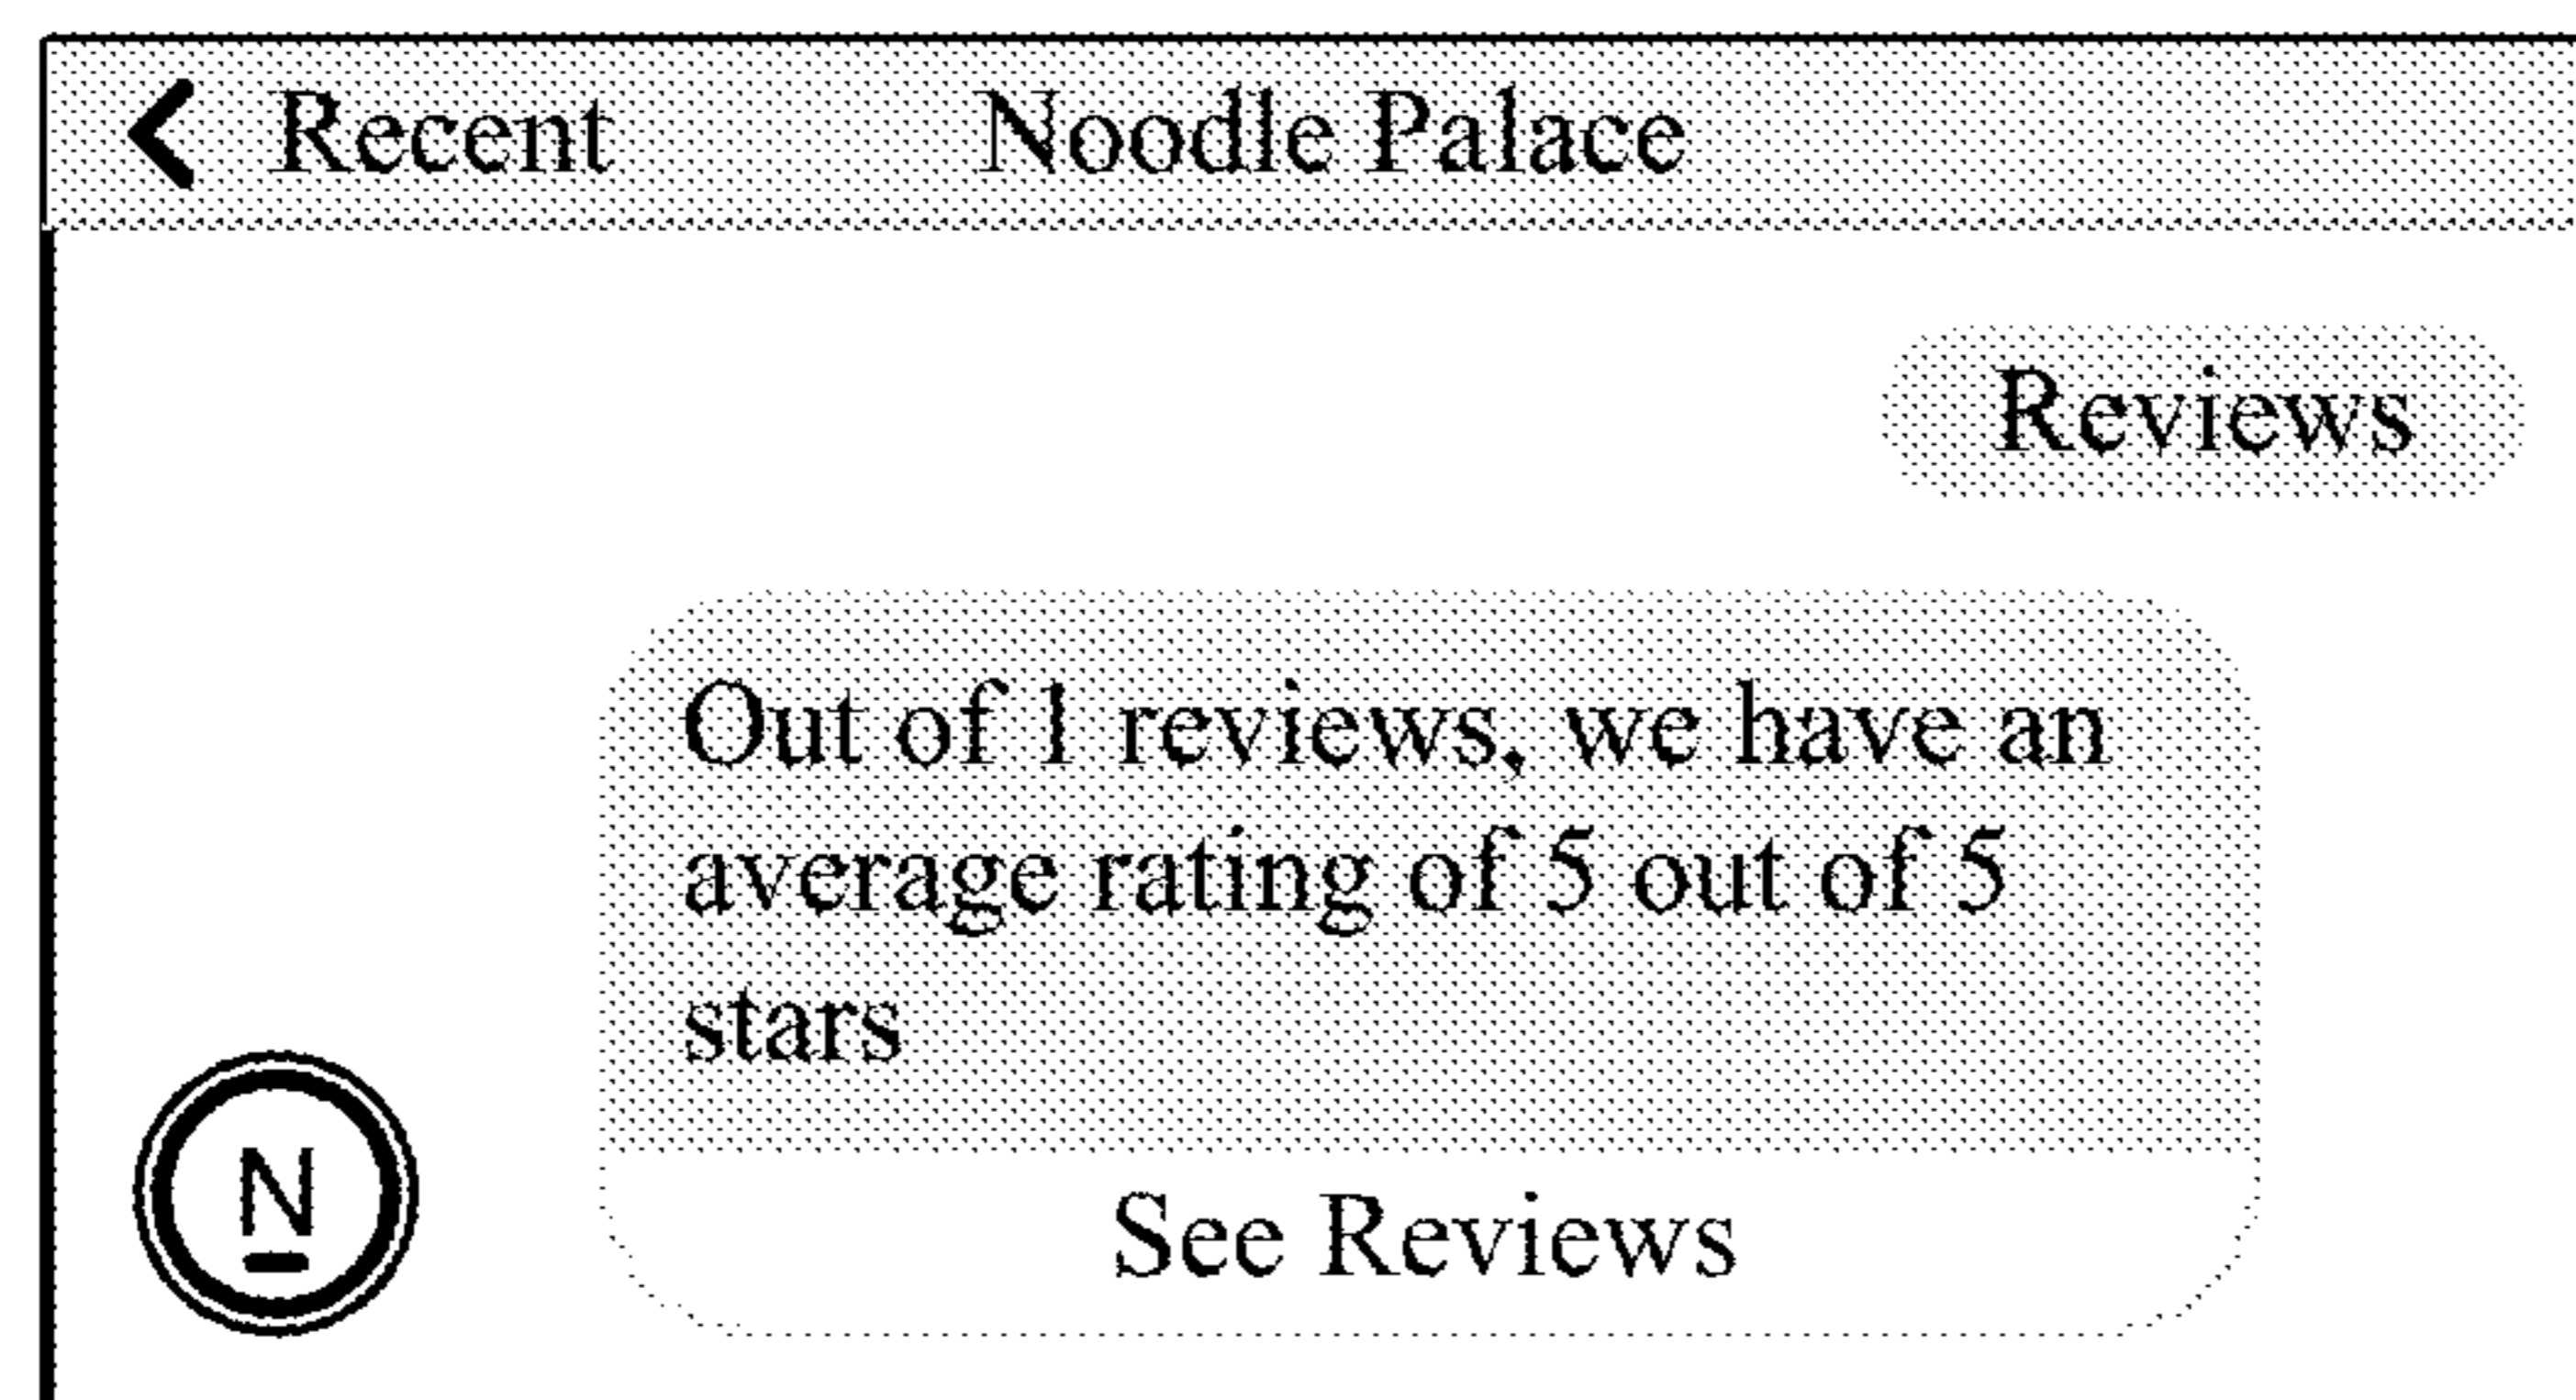 Recent Noodle Palace
Reviews
Out of 1 reviews, we have an
average rating of 5 out of 5
stars
See Reviews
N